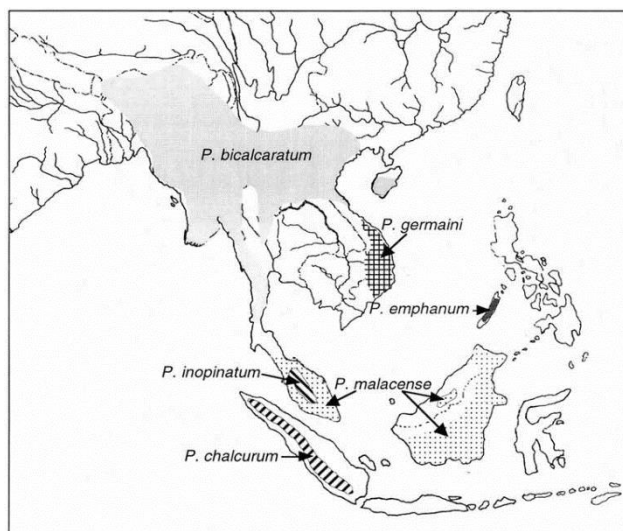 P. bicalcaratum
P. germaini
P. emphanum
P. inopinatum
P. malacense
P. chalcurum